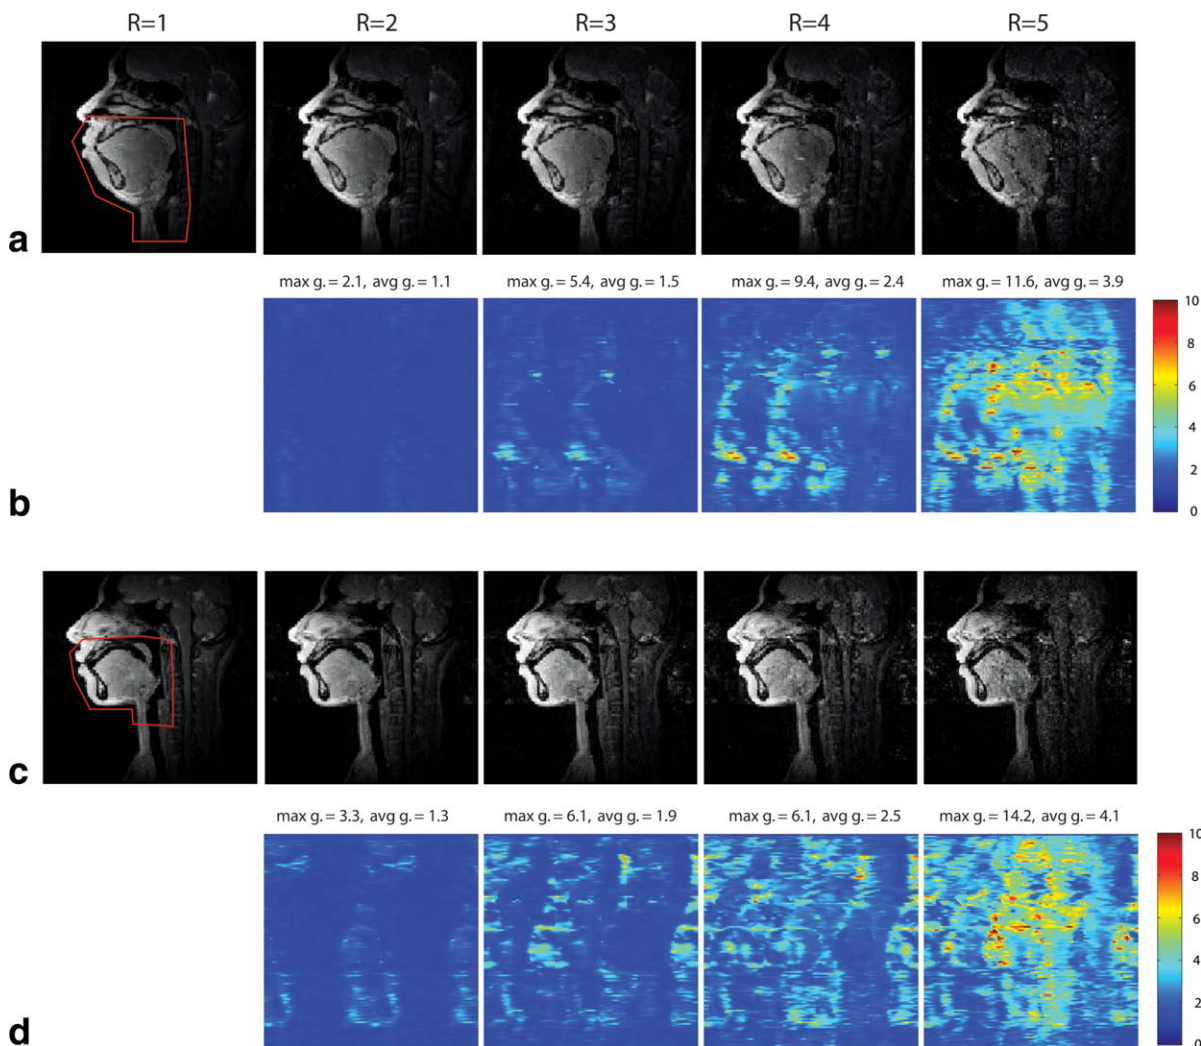 R=1 R=2 R=3 R=4 R=5
a
max g. = 2.1, avg g. = 1.1 max g. = 5.4, avg g. = 1.5 max g. = 9.4, avg g. = 2.4 max g. = 11.6, avg g. = 3.9
10
8
6
4
2
0
b
c
max g. = 3.3, avg g. = 1.3 max g. = 6.1, avg g. = 1.9 max g. = 6.1, avg g. = 2.5 max g. = 14.2, avg g. = 4.1
10
8
6
4
2
0
d